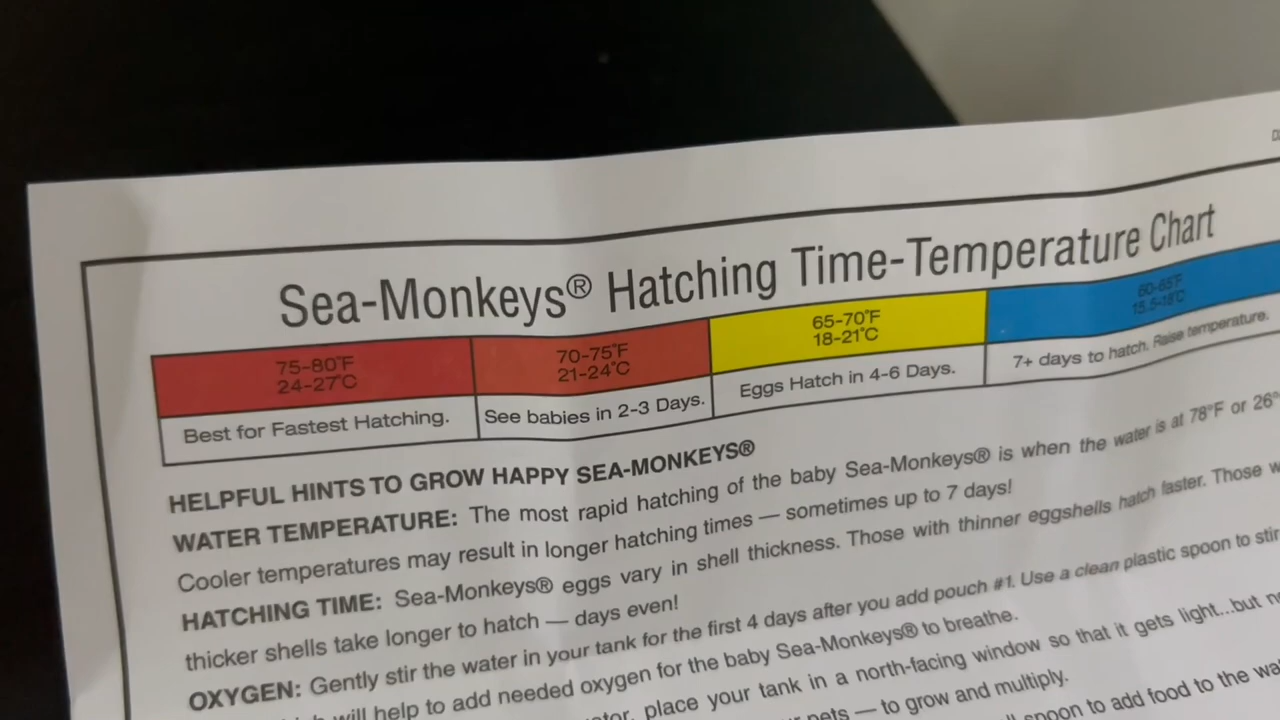 Sea-Monkeys® Hatching Time-Temperature Chart
75-80°F 70-75°F 65-70°F 60-65°F
24-27°C 21-24°C 18-21°C 15.5-18°C
Best for Fastest Hatching. See babies in 2-3 Days. Eggs Hatch in 4-6 Days. 7+ days to hatch. Raise temperature.
HELPFUL HINTS TO GROW HAPPY SEA-MONKEYS®
WATER TEMPERATURE: The most rapid hatching of the baby Sea-Monkeys® is when the water is at 78°F or 26°
Cooler temperatures may result in longer hatching times — sometimes up to 7 days!
HATCHING TIME: Sea-Monkeys® eggs vary in shell thickness. Those with thinner eggshells hatch faster. Those
thicker shells take longer to hatch — days even!
OXYGEN: Gently stir the water in your tank for the first 4 days after you add pouch #1. Use a clean plastic spoon to stir
will help to add needed oxygen for the baby Sea-Monkeys® to breathe.
place your tank in a north-facing window so that it gets light...but
pets — to grow and multiply.
spoon to add food to the